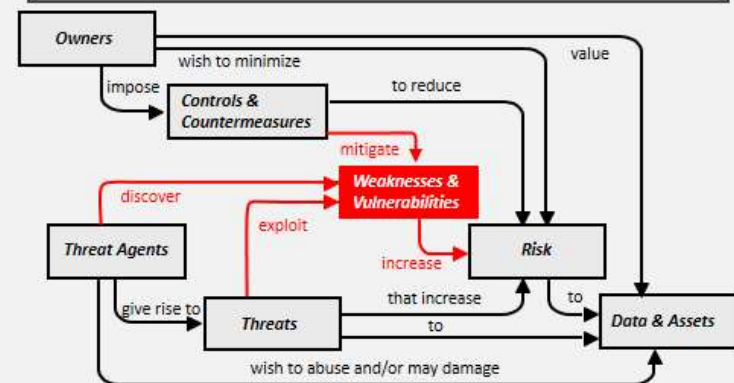 Owners
value
wish to minimize
impose
to reduce
Controls &
Countermeasures
mitigate
Weaknesses &
Vulnerabilities
discover
exploit
Threat Agents
Risk
increase
give rise to
that increase
to
Threats
to
Data & Assets
wish to abuse and/or may damage